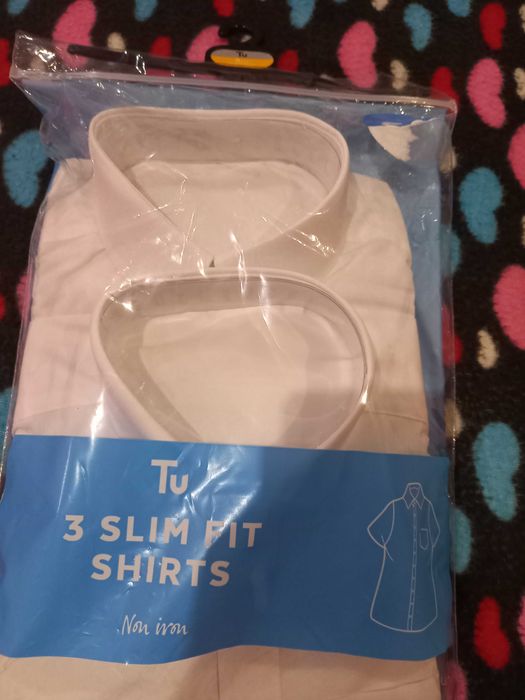 Tu
Tu
3 SLIM FIT
SHIRTS
Non iron